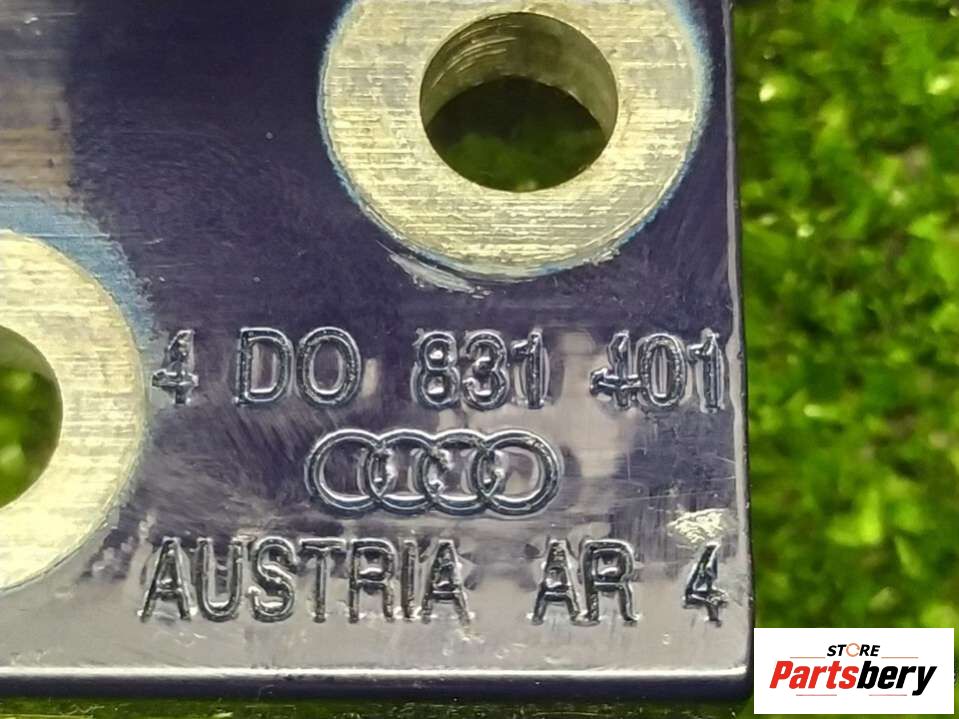 4 DO 831 401
AUSTRIA AR 4
STORE
Partsbery